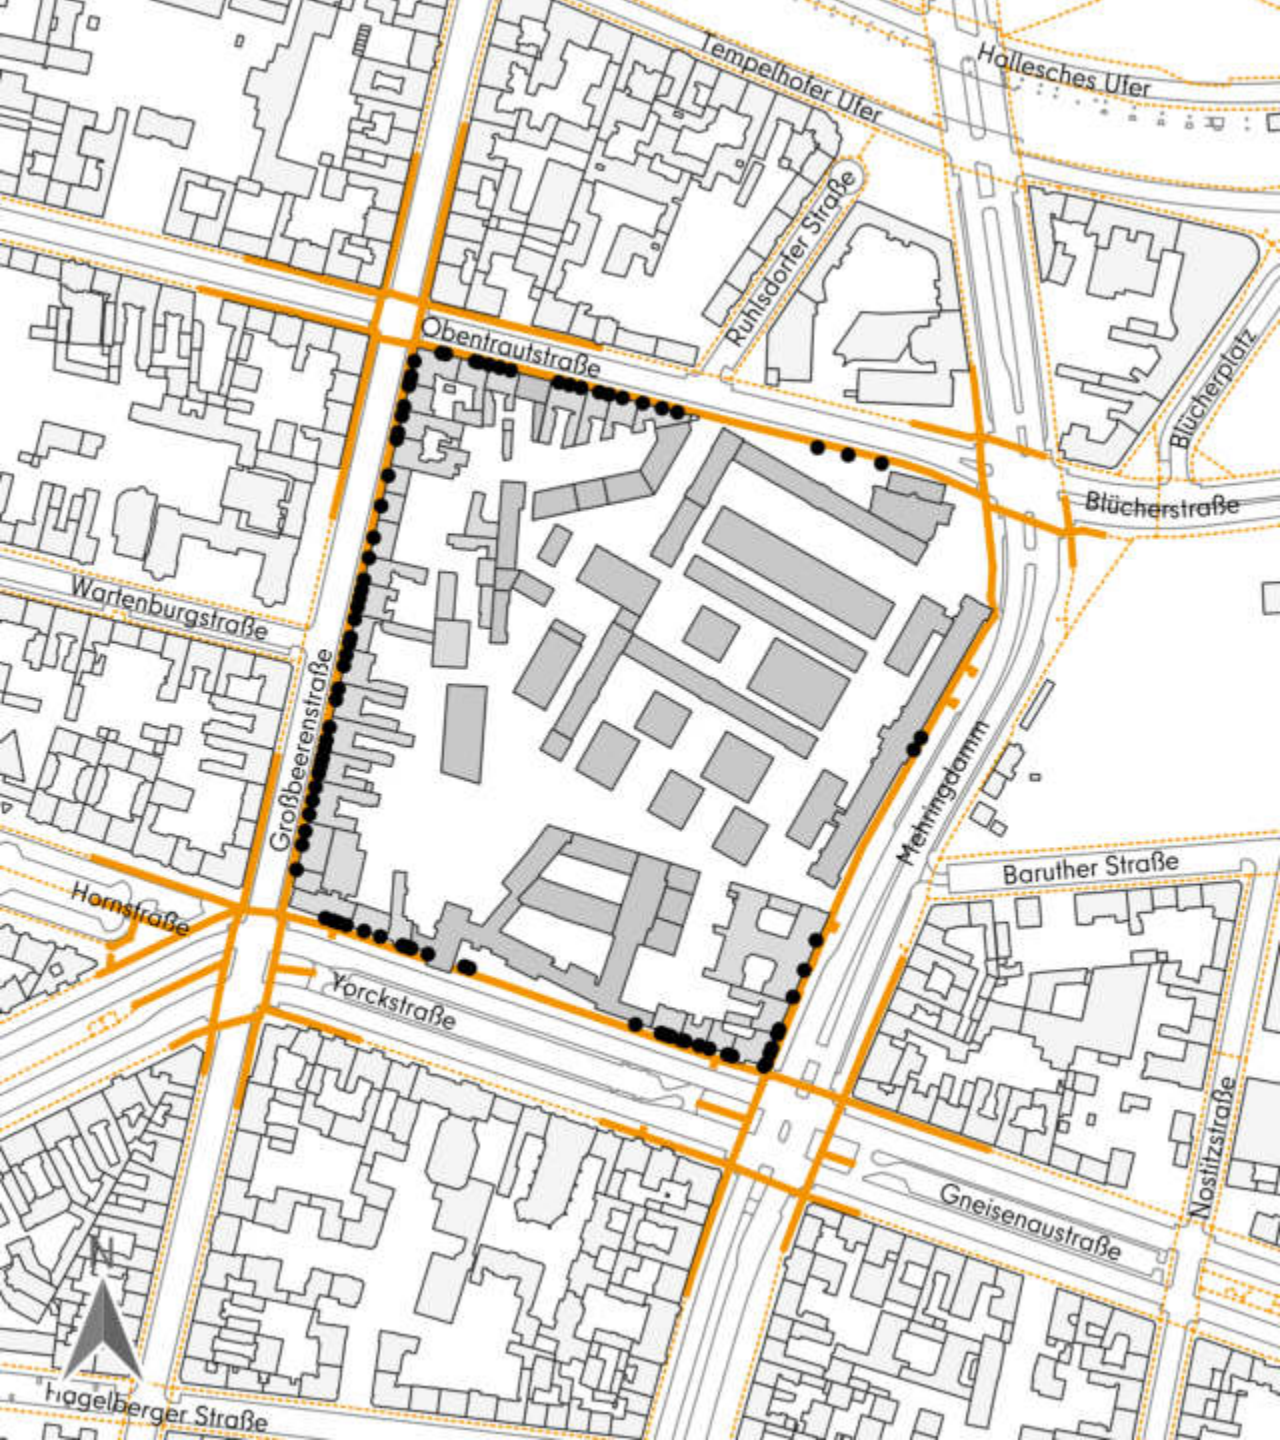 Tempelhofer Ufer
Hallesches Ufer
Ruhlsdorfer Straße
Obentrautstraße
Blücherplatz
Blücherstraße
Wartenburgstraße
Großbeerenstraße
Mehringdamm
Baruther Straße
Hornstraße
Yorckstraße
Nostitzstraße
Gneisenaustraße
N
Hagelberger Straße